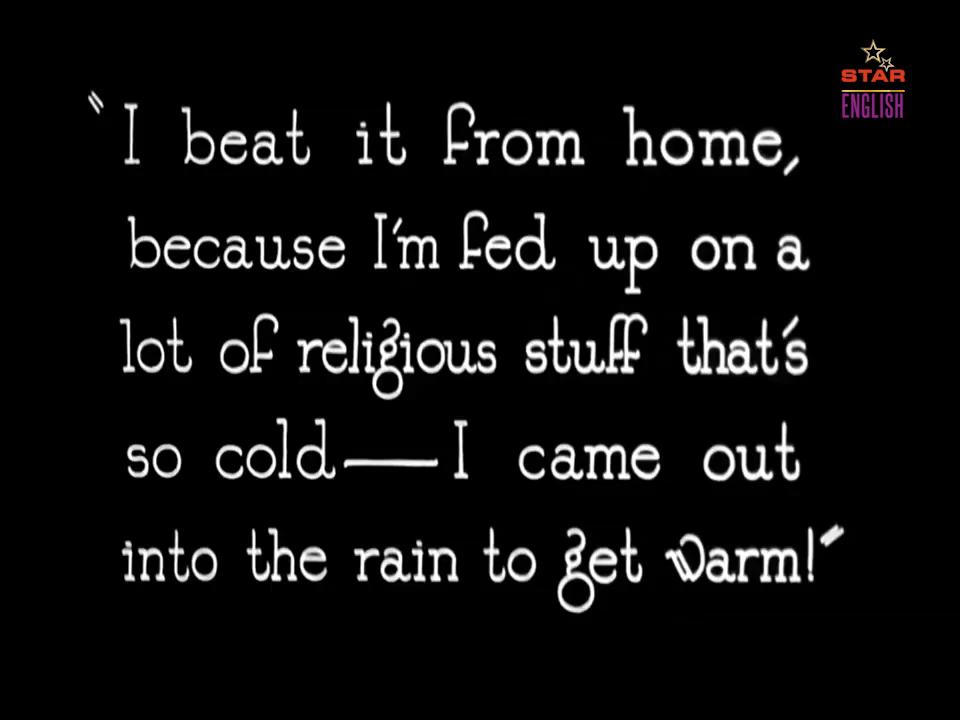 STAR
ENGLISH
"I beat it from home,
because I'm fed up on a
lot of religious stuff that's
so cold—I came out
into the rain to get warm!"